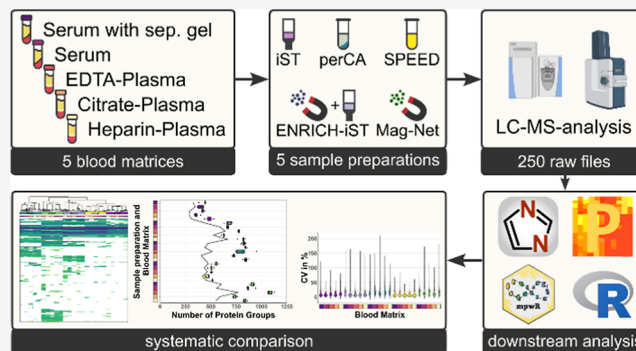 Serum with sep. gel
Serum
EDTA-Plasma
Citrate-Plasma
Heparin-Plasma
5 blood matrices
iST perCA SPEED
+
ENRICH-iST Mag-Net
5 sample preparations
LC-MS-analysis
250 raw files
Sample preparation and
Blood Matrix
250 500 750 1000 1250
Number of Protein Groups
CV in %
200
150
100
50
0
Blood Matrix
systematic comparison
N
N
P
mpwR
R
downstream analysis